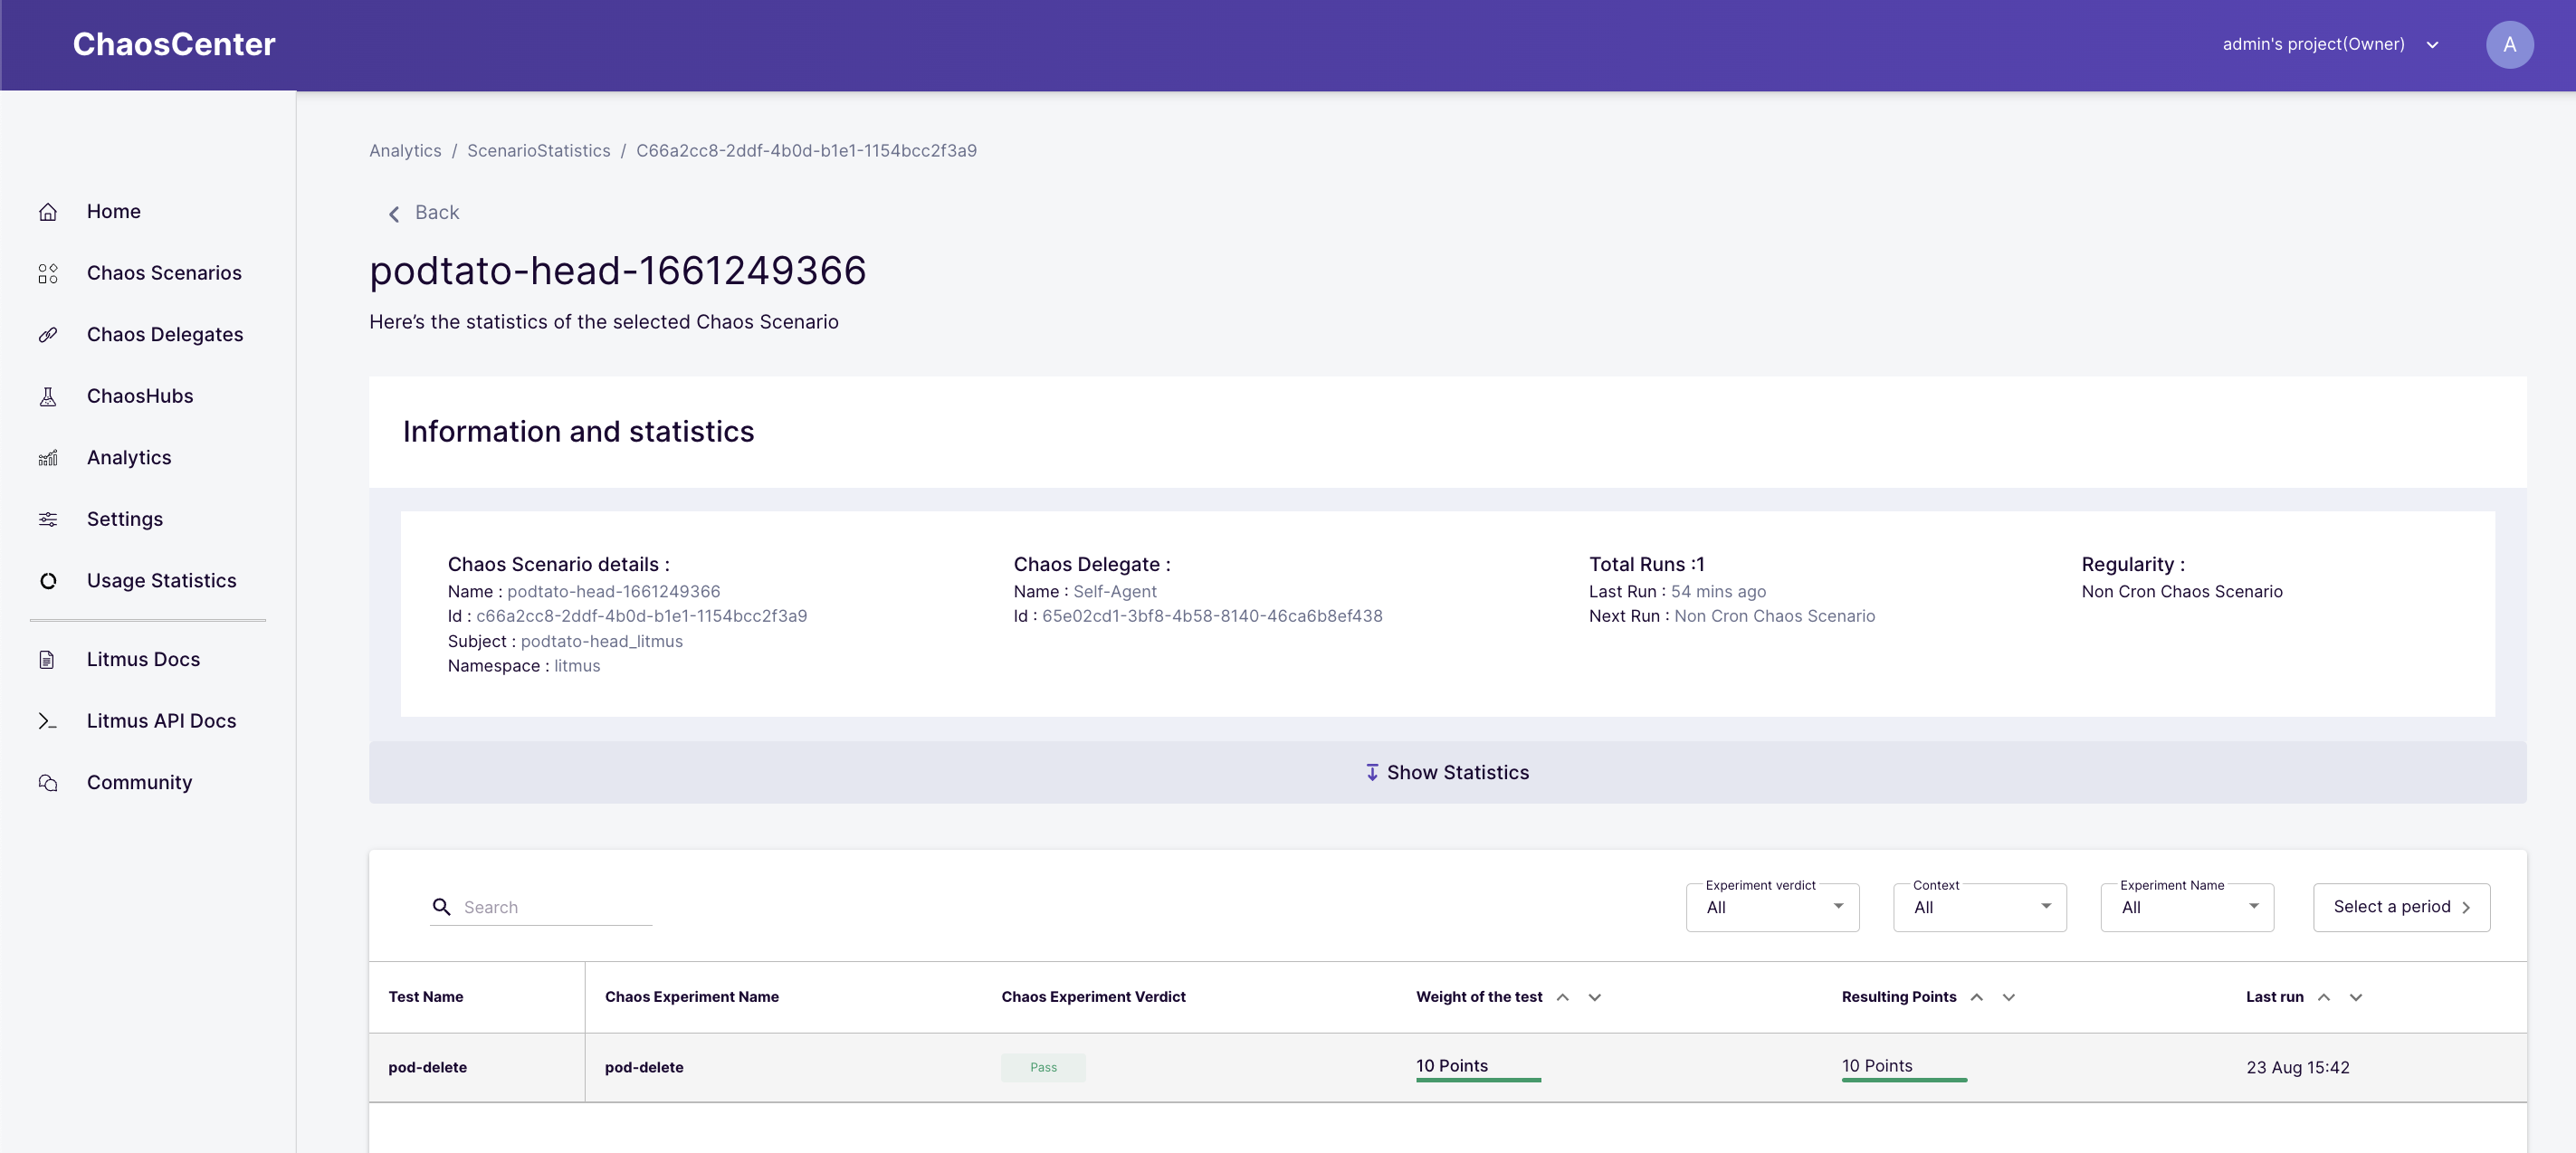 ChaosCenter
admin's project(Owner)
A
Home
Chaos Scenarios
Chaos Delegates
ChaosHubs
Analytics
Settings
Usage Statistics
Litmus Docs
Litmus API Docs
Community
Analytics / ScenarioStatistics / C66a2cc8-2ddf-4b0d-b1e1-1154bcc2f3a9
Back
podtato-head-1661249366
Here’s the statistics of the selected Chaos Scenario
Information and statistics
Chaos Scenario details :
Name : podtato-head-1661249366
Id : c66a2cc8-2ddf-4b0d-b1e1-1154bcc2f3a9
Subject : podtato-head_litmus
Namespace : litmus
Chaos Delegate :
Name : Self-Agent
Id : 65e02cd1-3bf8-4b58-8140-46ca6b8ef438
Total Runs :1
Last Run : 54 mins ago
Next Run : Non Cron Chaos Scenario
Regularity :
Non Cron Chaos Scenario
Show Statistics
Search
Experiment verdict
All
Context
All
Experiment Name
All
Select a period
Test Name Chaos Experiment Name Chaos Experiment Verdict Weight of the test Resulting Points Last run
pod-delete pod-delete Pass 10 Points 10 Points 23 Aug 15:42